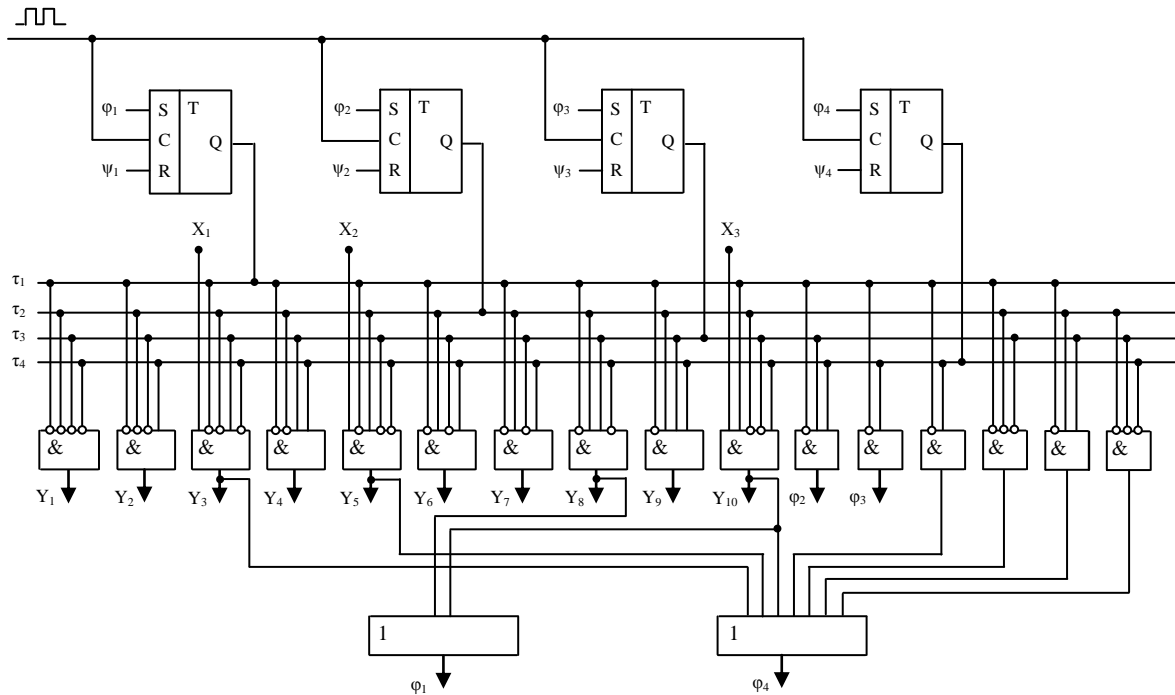 φ₁ S T φ₂ S T φ₃ S T φ₄ S T
C Q C Q C Q C Q
ψ₁ R ψ₂ R ψ₃ R ψ₄ R
X₁ X₂ X₃
τ₁
τ₂
τ₃
τ₄
& & & & & & & & & & & & & & & &
Y₁ Y₂ Y₃ Y₄ Y₅ Y₆ Y₇ Y₈ Y₉ Y₁₀ φ₂ φ₃
1 1
φ₁ φ₄